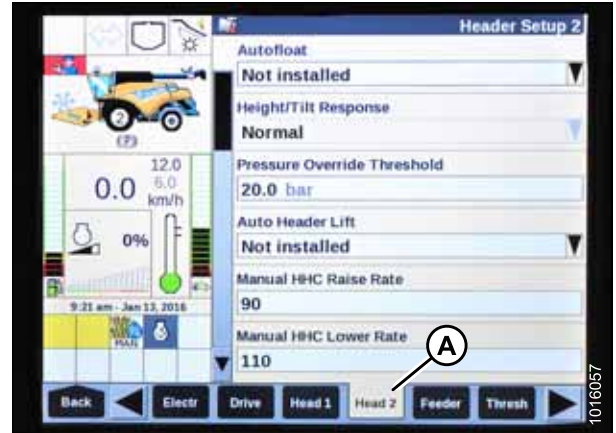 Header Setup 2
Autofloat
Not installed
Height/Tilt Response
Normal
Pressure Override Threshold
20.0 bar
Auto Header Lift
Not installed
Manual HHC Raise Rate
90
Manual HHC Lower Rate
110
2
(P)
12.0
0.0
6.0
km/h
0%
9:21 am - Jan 13, 2016
MAN
A
Back
Electr
Drive
Head 1
Head 2
Feeder
Thresh
1016057